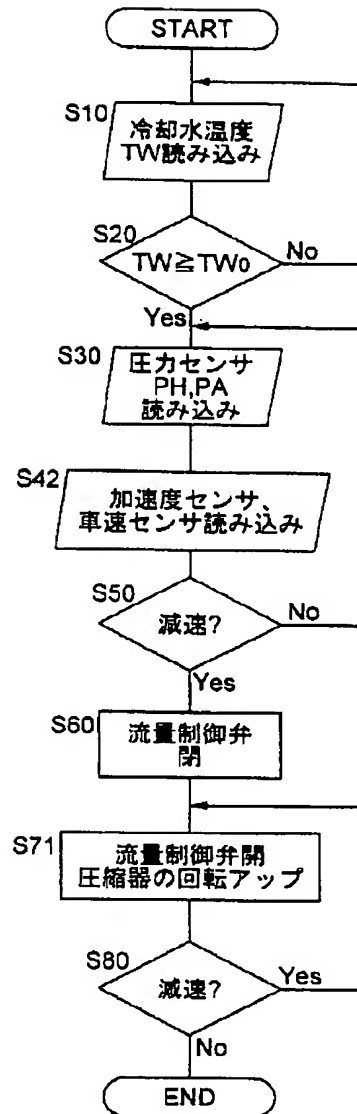 START
S10
冷却水温度
TW読み込み
S20
TW≧TW0
No
Yes
S30
圧力センサ
PH,PA
読み込み
S42
加速度センサ、
車速センサ読み込み
S50
減速?
No
Yes
S60
流量制御弁
閉
S71
流量制御弁開
圧縮器の回転アップ
S80
減速?
Yes
No
END